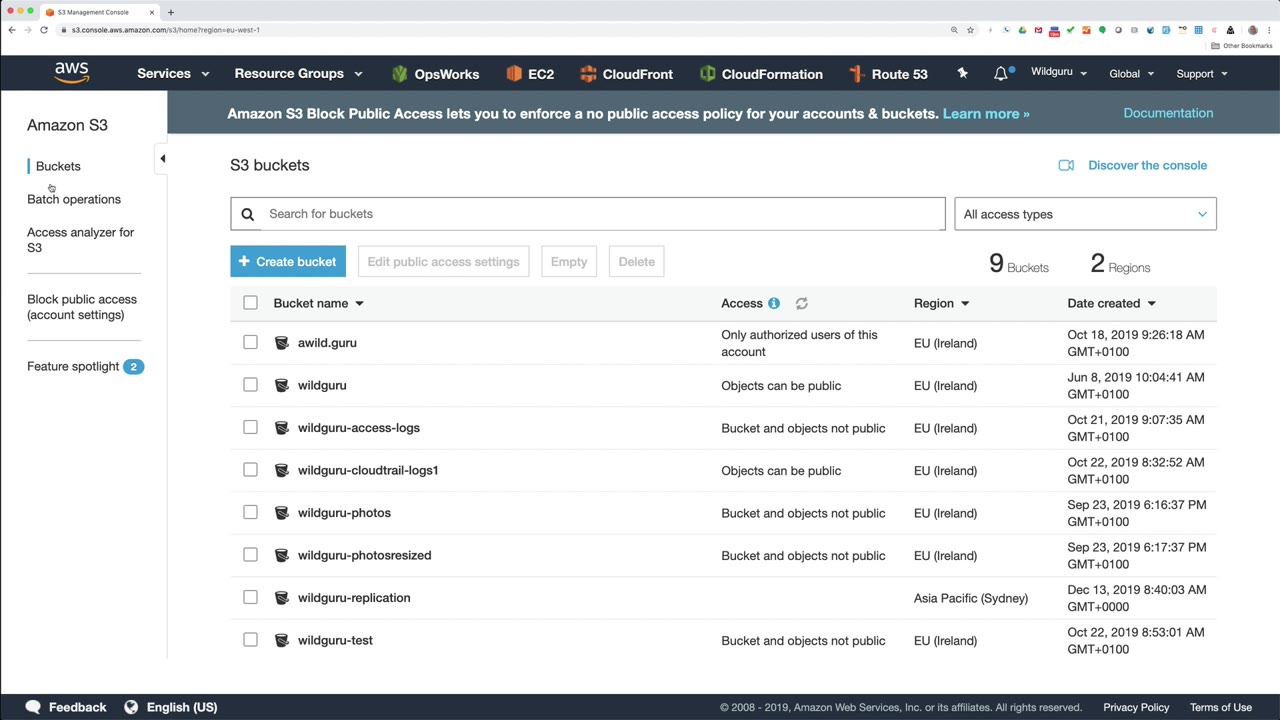 S3 Management Console
s3.console.aws.amazon.com/s3/home?region=eu-west-1
Other Bookmarks
aws
Services
Resource Groups
OpsWorks
EC2
CloudFront
CloudFormation
Route 53
Wildguru
Global
Support
Amazon S3 Block Public Access lets you to enforce a no public access policy for your accounts & buckets. Learn more »
Documentation
Amazon S3
Buckets
Batch operations
Access analyzer for
S3
Block public access
(account settings)
Feature spotlight 2
S3 buckets
Discover the console
Search for buckets
All access types
+ Create bucket
Edit public access settings
Empty
Delete
9 Buckets
2 Regions
Bucket name
Access
Region
Date created
awild.guru
Only authorized users of this
account
EU (Ireland)
Oct 18, 2019 9:26:18 AM
GMT+0100
wildguru
Objects can be public
EU (Ireland)
Jun 8, 2019 10:04:41 AM
GMT+0100
wildguru-access-logs
Bucket and objects not public
EU (Ireland)
Oct 21, 2019 9:07:35 AM
GMT+0100
wildguru-cloudtrail-logs1
Objects can be public
EU (Ireland)
Oct 22, 2019 8:32:52 AM
GMT+0100
wildguru-photos
Bucket and objects not public
EU (Ireland)
Sep 23, 2019 6:16:37 PM
GMT+0100
wildguru-photosresized
Bucket and objects not public
EU (Ireland)
Sep 23, 2019 6:17:37 PM
GMT+0100
wildguru-replication
Asia Pacific (Sydney)
Dec 13, 2019 8:40:03 AM
GMT+0000
wildguru-test
Bucket and objects not public
EU (Ireland)
Oct 22, 2019 8:53:01 AM
GMT+0100
Feedback
English (US)
© 2008 - 2019, Amazon Web Services, Inc. or its affiliates. All rights reserved.
Privacy Policy
Terms of Use